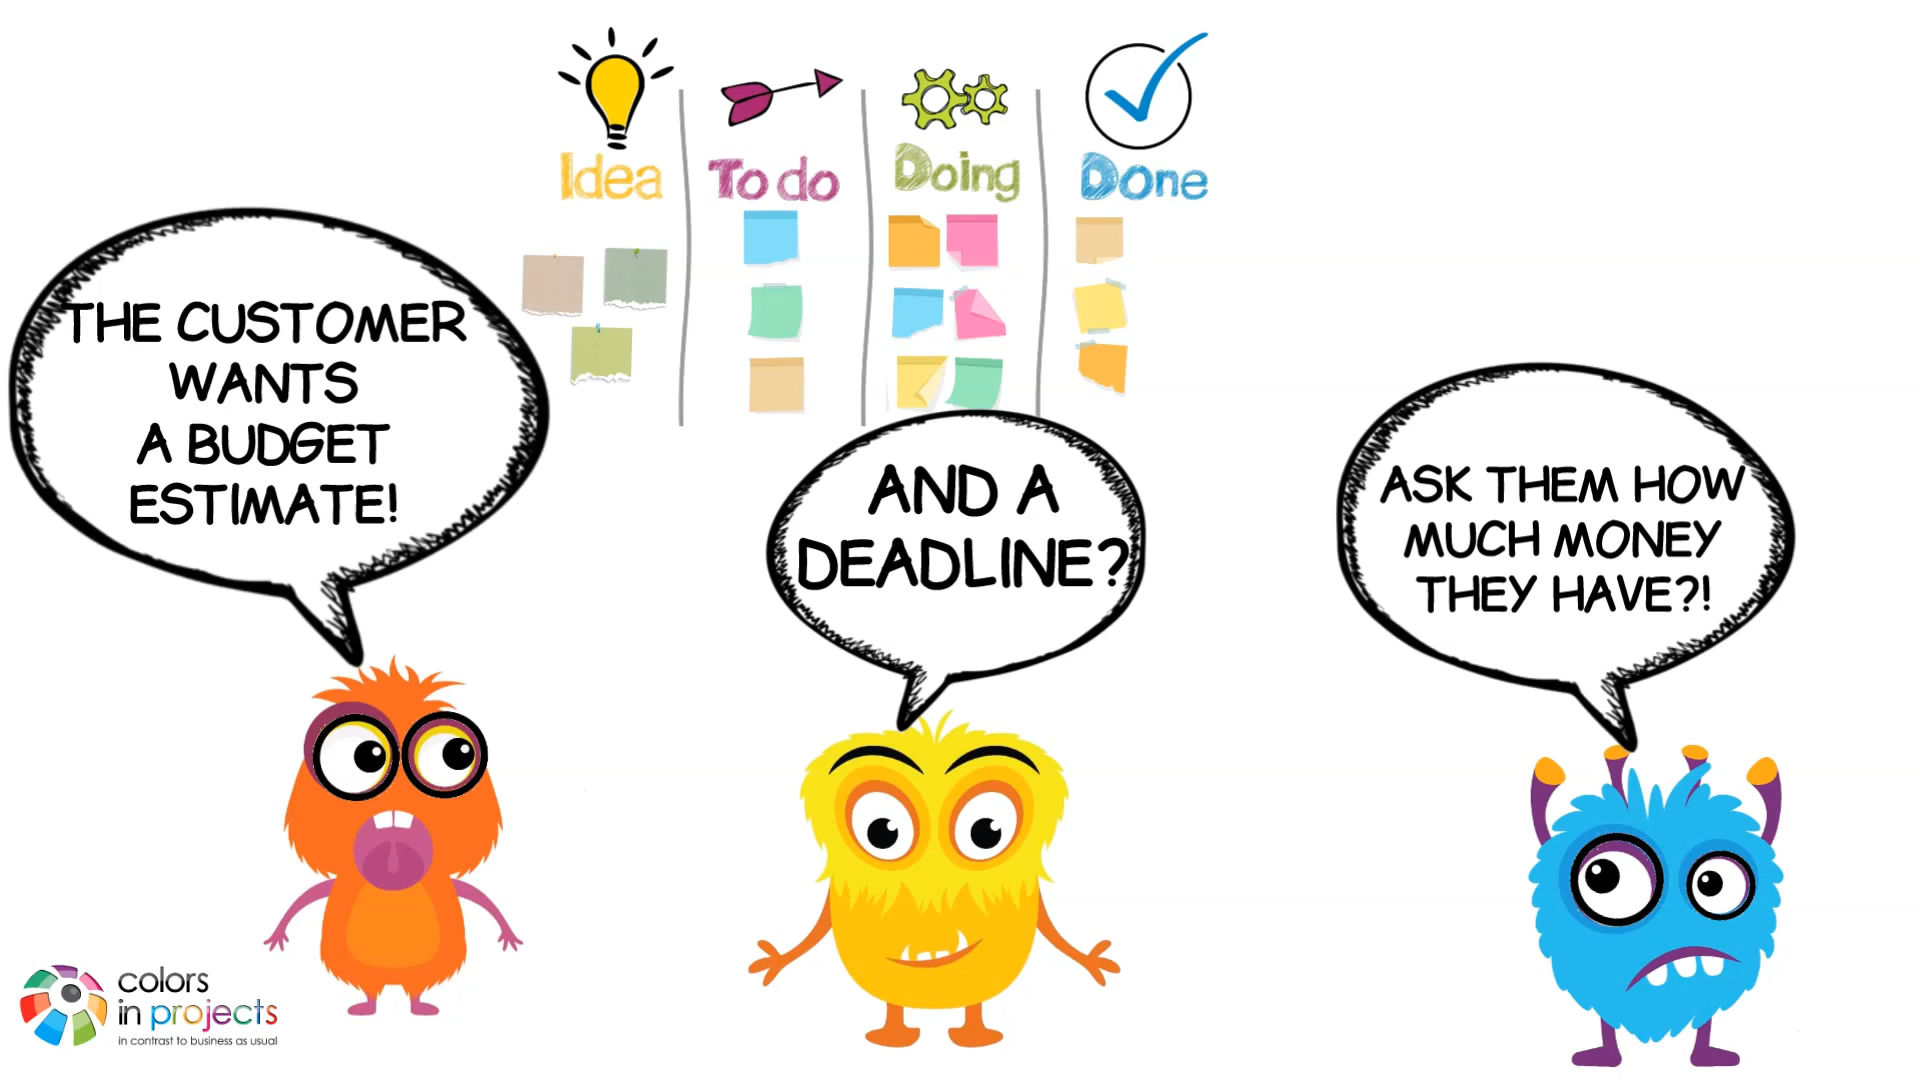 Idea
To do
Doing
Done
THE CUSTOMER
WANTS
A BUDGET
ESTIMATE!
AND A
DEADLINE?
ASK THEM HOW
MUCH MONEY
THEY HAVE?!
colors
in projects
in contrast to business as usual